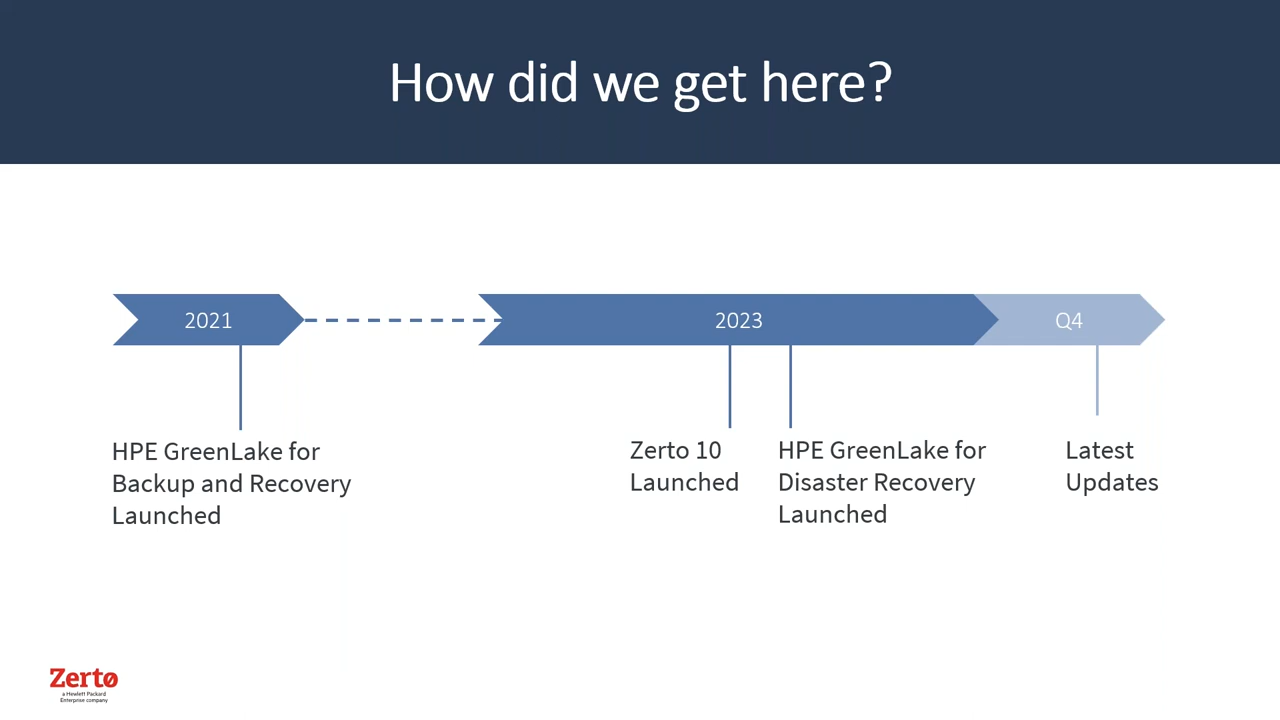 How did we get here?
2021
2023
Q4
HPE GreenLake for
Backup and Recovery
Launched
Zerto 10
Launched
HPE GreenLake for
Disaster Recovery
Launched
Latest
Updates
Zerto
a Hewlett Packard
Enterprise company